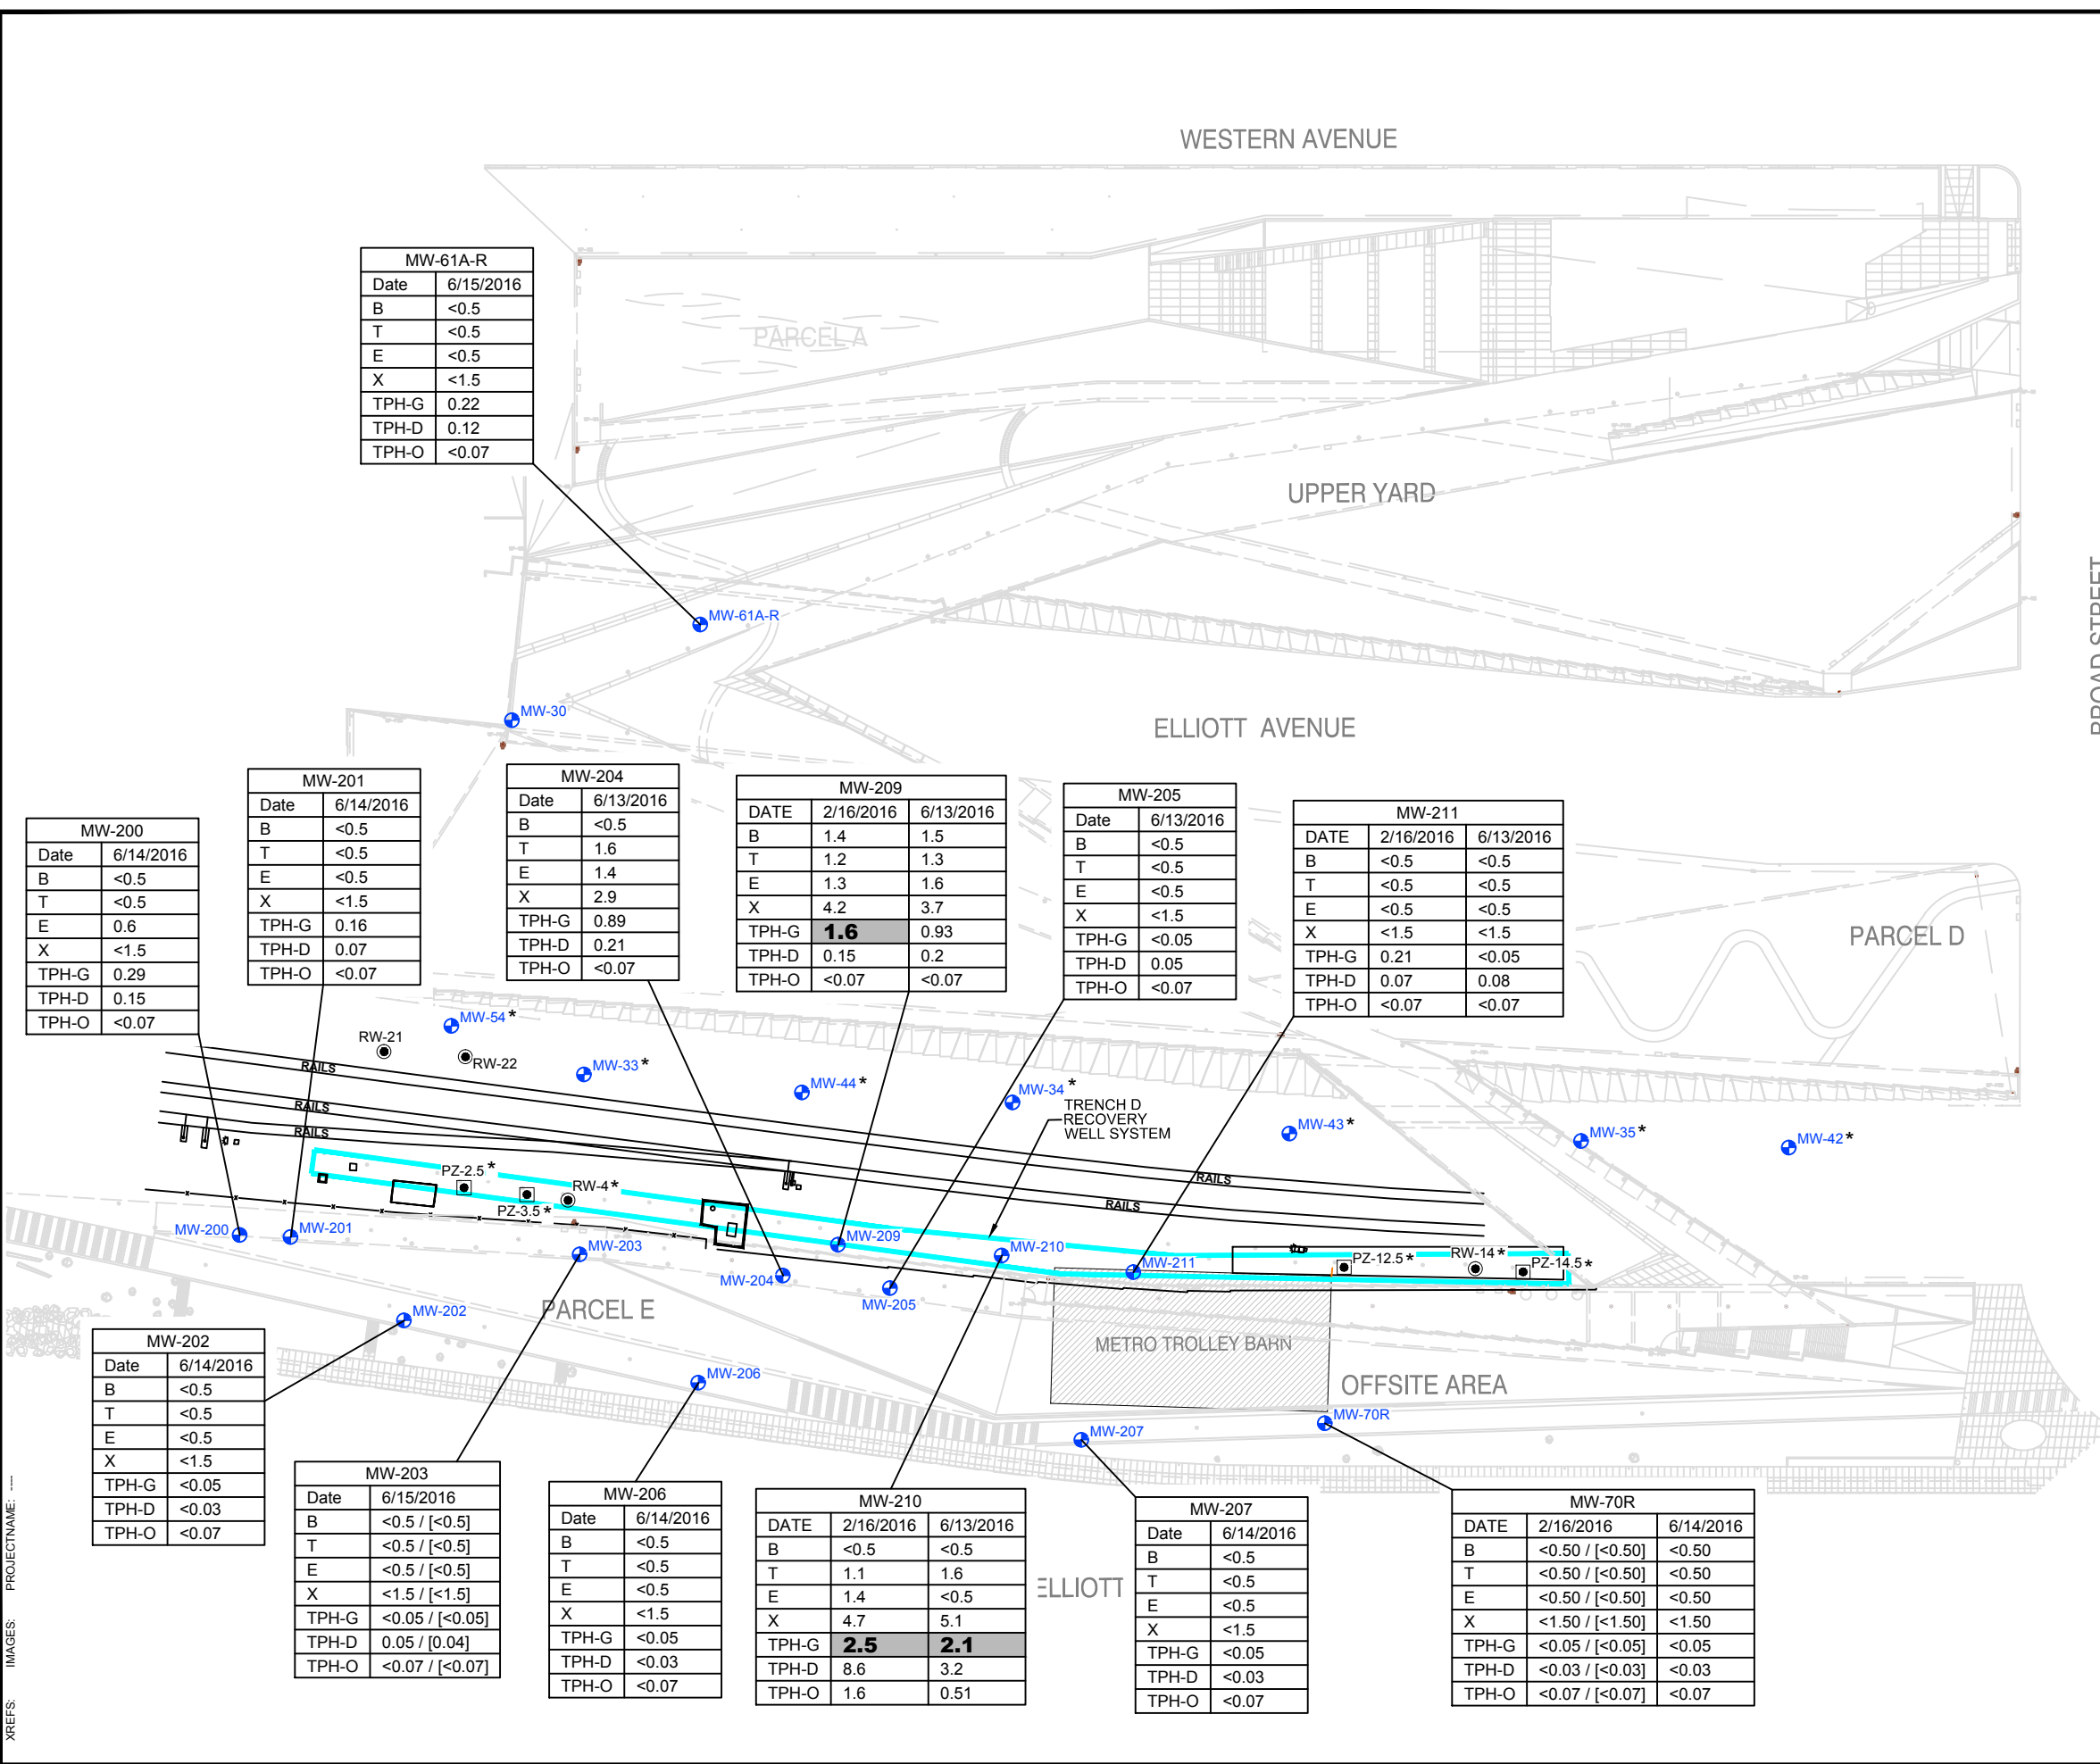 WESTERN AVENUE
MW-61A-R
Date 6/15/2016
B <0.5
T <0.5
E <0.5
X <1.5
TPH-G 0.22
TPH-D 0.12
TPH-O <0.07
PARCEL A
UPPER YARD
BROAD STREET
MW-61A-R
MW-30
ELLIOTT AVENUE
MW-200
Date 6/14/2016
B <0.5
T <0.5
E 0.6
X <1.5
TPH-G 0.29
TPH-D 0.15
TPH-O <0.07
MW-201
Date 6/14/2016
B <0.5
T <0.5
E <0.5
X <1.5
TPH-G 0.16
TPH-D 0.07
TPH-O <0.07
MW-204
Date 6/13/2016
B <0.5
T 1.6
E 1.4
X 2.9
TPH-G 0.89
TPH-D 0.21
TPH-O <0.07
MW-209
DATE 2/16/2016 6/13/2016
B 1.4 1.5
T 1.2 1.3
E 1.3 1.6
X 4.2 3.7
TPH-G 1.6 0.93
TPH-D 0.15 0.2
TPH-O <0.07 <0.07
MW-205
Date 6/13/2016
B <0.5
T <0.5
E <0.5
X <1.5
TPH-G <0.05
TPH-D 0.05
TPH-O <0.07
MW-211
DATE 2/16/2016 6/13/2016
B <0.5 <0.5
T <0.5 <0.5
E <0.5 <0.5
X <1.5 <1.5
TPH-G 0.21 <0.05
TPH-D 0.07 0.08
TPH-O <0.07 <0.07
PARCEL D
MW-54*
RW-21
RW-22
MW-33*
MW-44*
MW-34*
TRENCH D
RECOVERY
WELL SYSTEM
MW-43*
MW-35*
MW-42*
RAILS
RAILS
RAILS
RAILS
RAILS
PZ-2.5*
PZ-3.5*
RW-4*
MW-200
MW-201
MW-203
MW-204
MW-209
MW-205
MW-210
MW-211
PZ-12.5*
RW-14*
PZ-14.5*
MW-202
PARCEL E
METRO TROLLEY BARN
OFFSITE AREA
MW-206
MW-207
MW-70R
MW-202
Date 6/14/2016
B <0.5
T <0.5
E <0.5
X <1.5
TPH-G <0.05
TPH-D <0.03
TPH-O <0.07
MW-203
Date 6/15/2016
B <0.5 / [<0.5]
T <0.5 / [<0.5]
E <0.5 / [<0.5]
X <1.5 / [<1.5]
TPH-G <0.05 / [<0.05]
TPH-D 0.05 / [0.04]
TPH-O <0.07 / [<0.07]
MW-206
Date 6/14/2016
B <0.5
T <0.5
E <0.5
X <1.5
TPH-G <0.05
TPH-D <0.03
TPH-O <0.07
MW-210
DATE 2/16/2016 6/13/2016
B <0.5 <0.5
T 1.1 1.6
E 1.4 <0.5
X 4.7 5.1
TPH-G 2.5 2.1
TPH-D 8.6 3.2
TPH-O 1.6 0.51
ELLIOTT
MW-207
Date 6/14/2016
B <0.5
T <0.5
E <0.5
X <1.5
TPH-G <0.05
TPH-D <0.03
TPH-O <0.07
MW-70R
DATE 2/16/2016 6/14/2016
B <0.50 / [<0.50] <0.50
T <0.50 / [<0.50] <0.50
E <0.50 / [<0.50] <0.50
X <1.50 / [<1.50] <1.50
TPH-G <0.05 / [<0.05] <0.05
TPH-D <0.03 / [<0.03] <0.03
TPH-O <0.07 / [<0.07] <0.07
XREFS: IMAGES: PROJECTNAME: ----